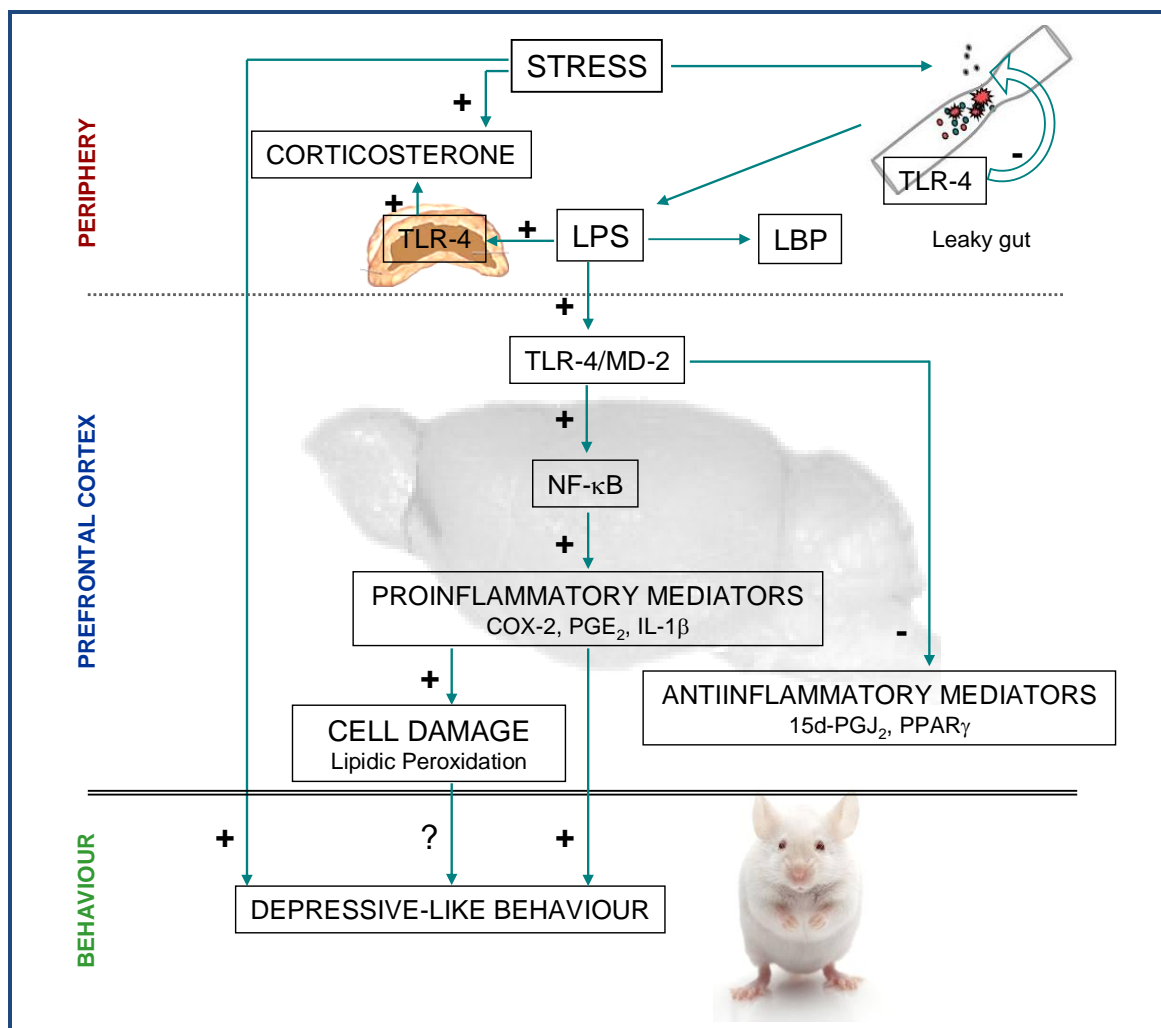 PERIPHERY
STRESS
+
CORTICOSTERONE
-
TLR-4
+
TLR-4
+
LPS
LBP
Leaky gut
+
PREFRONTAL CORTEX
TLR-4/MD-2
+
NF-κB
+
PROINFLAMMATORY MEDIATORS
COX-2, PGE₂, IL-1β
-
+
ANTIINFLAMMATORY MEDIATORS
15d-PGJ₂, PPARγ
CELL DAMAGE
Lipidic Peroxidation
BEHAVIOUR
+
?
+
DEPRESSIVE-LIKE BEHAVIOUR